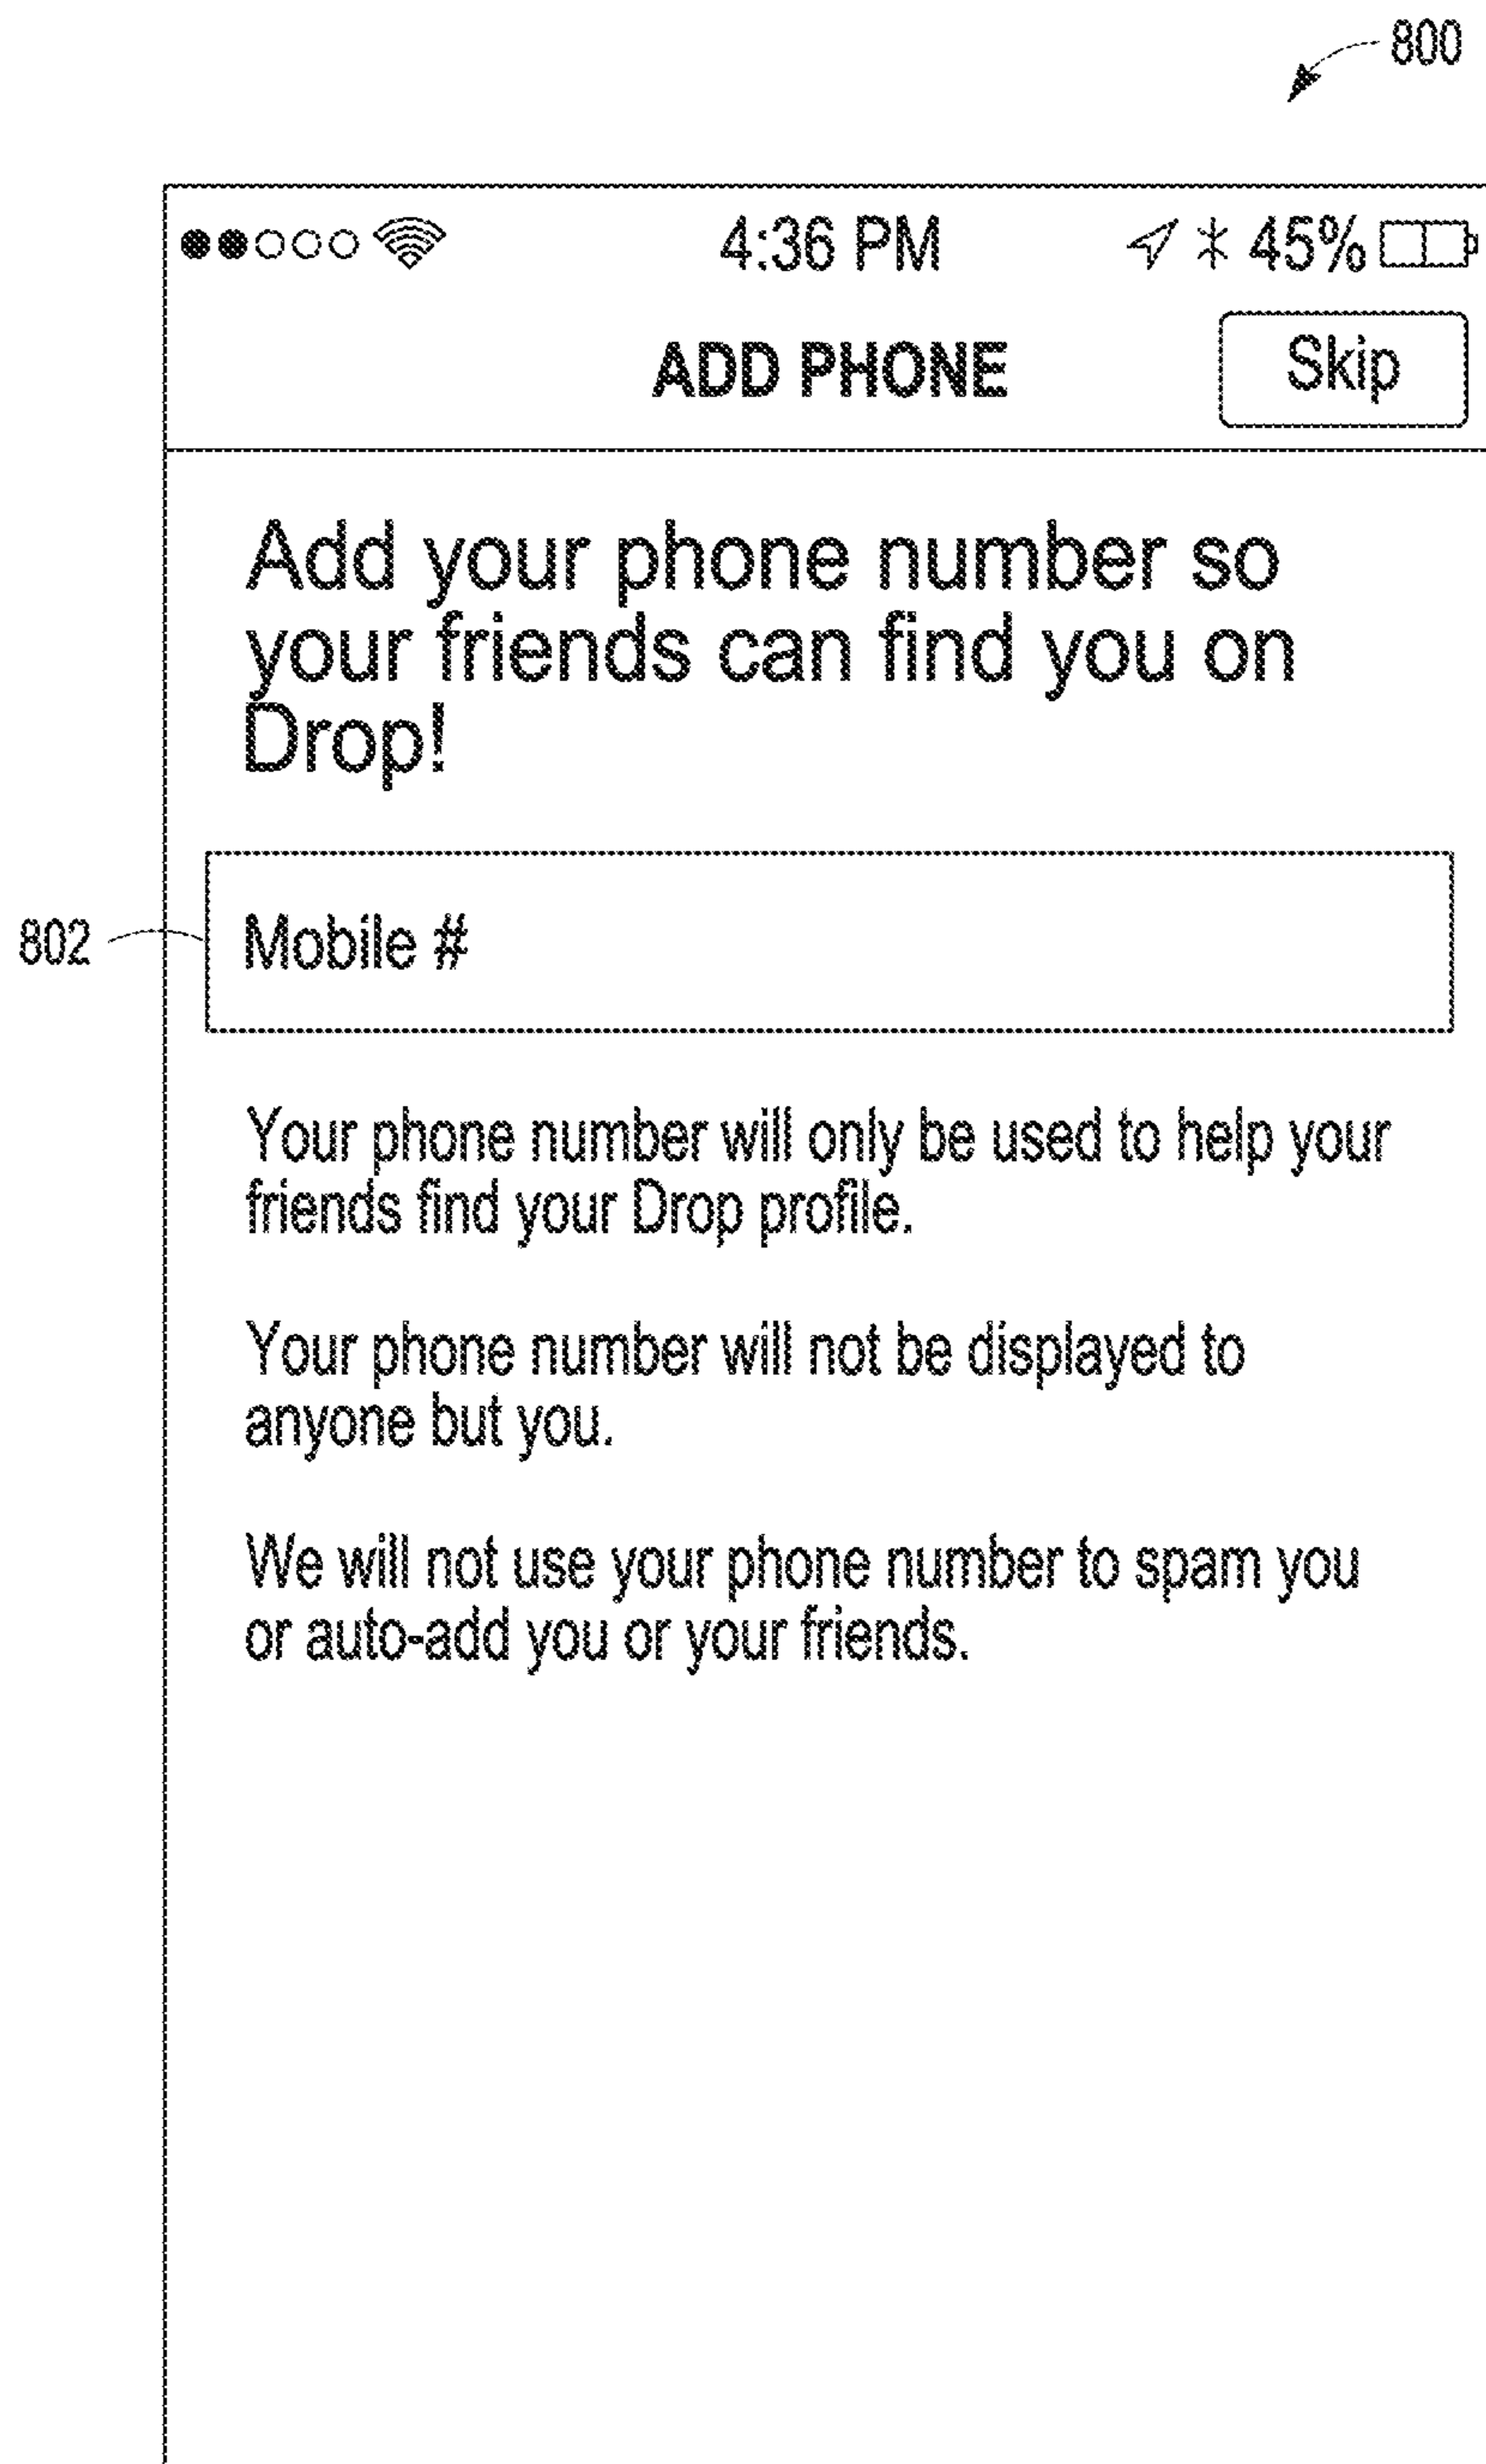 800
4:36 PM 45%
ADD PHONE Skip
Add your phone number so
your friends can find you on
Drop!
802 Mobile #
Your phone number will only be used to help your
friends find your Drop profile.
Your phone number will not be displayed to
anyone but you.
We will not use your phone number to spam you
or auto-add you or your friends.